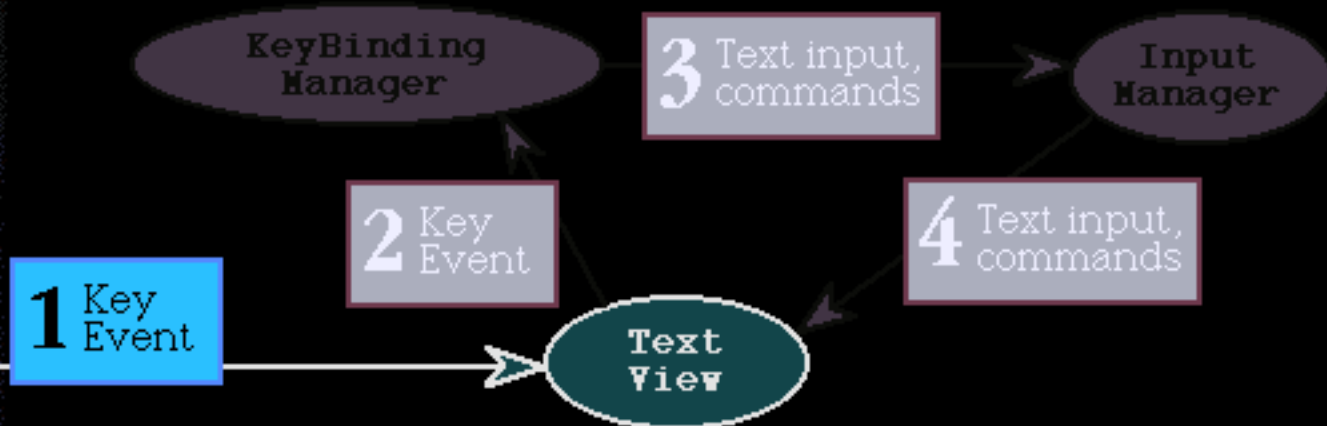 KeyBinding
Manager
3 Text input,
commands
Input
Manager
2 Key
Event
4 Text input,
commands
1 Key
Event
Text
View